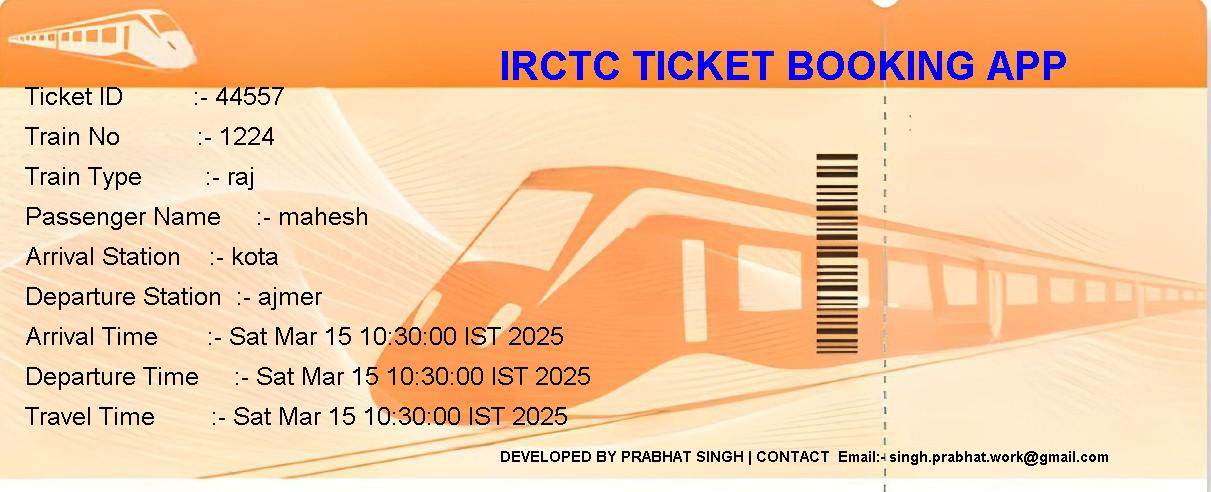 IRCTC TICKET BOOKING APP
Ticket ID :- 44557
Train No :- 1224
Train Type :- raj
Passenger Name :- mahesh
Arrival Station :- kota
Departure Station :- ajmer
Arrival Time :- Sat Mar 15 10:30:00 IST 2025
Departure Time :- Sat Mar 15 10:30:00 IST 2025
Travel Time :- Sat Mar 15 10:30:00 IST 2025
DEVELOPED BY PRABHAT SINGH | CONTACT Email:- singh.prabhat.work@gmail.com